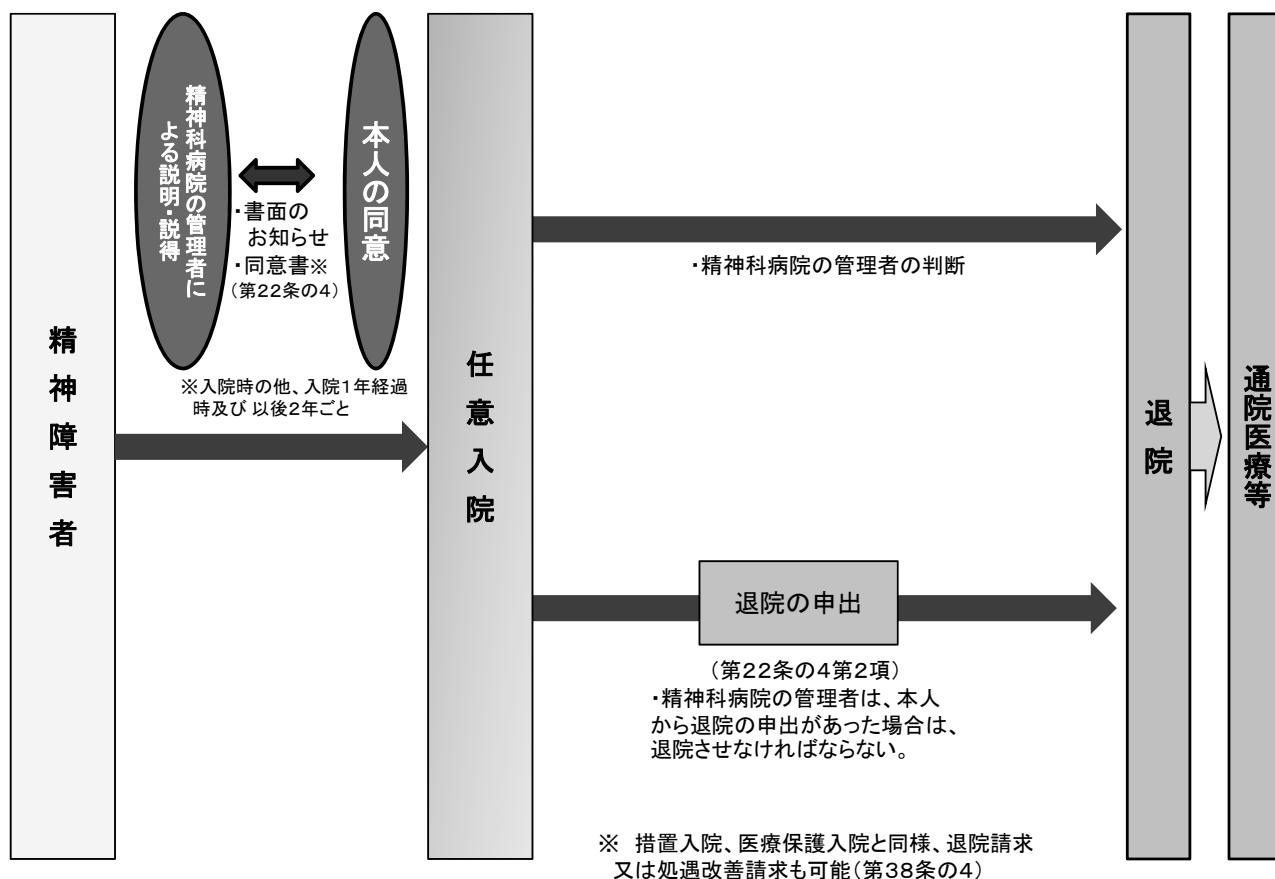 精神障害者
精神科病院の管理者に
よる説明・説得
・書面の
お知らせ
・同意書※
（第22条の4）
本人の同意
※入院時の他、入院1年経過
時及び 以後2年ごと
任意入院
・精神科病院の管理者の判断
退院の申出
（第22条の4第2項）
・精神科病院の管理者は、本人
から退院の申出があった場合は、
退院させなければならない。
※ 措置入院、医療保護入院と同様、退院請求
又は処遇改善請求も可能（第38条の4）
退院
通院医療等